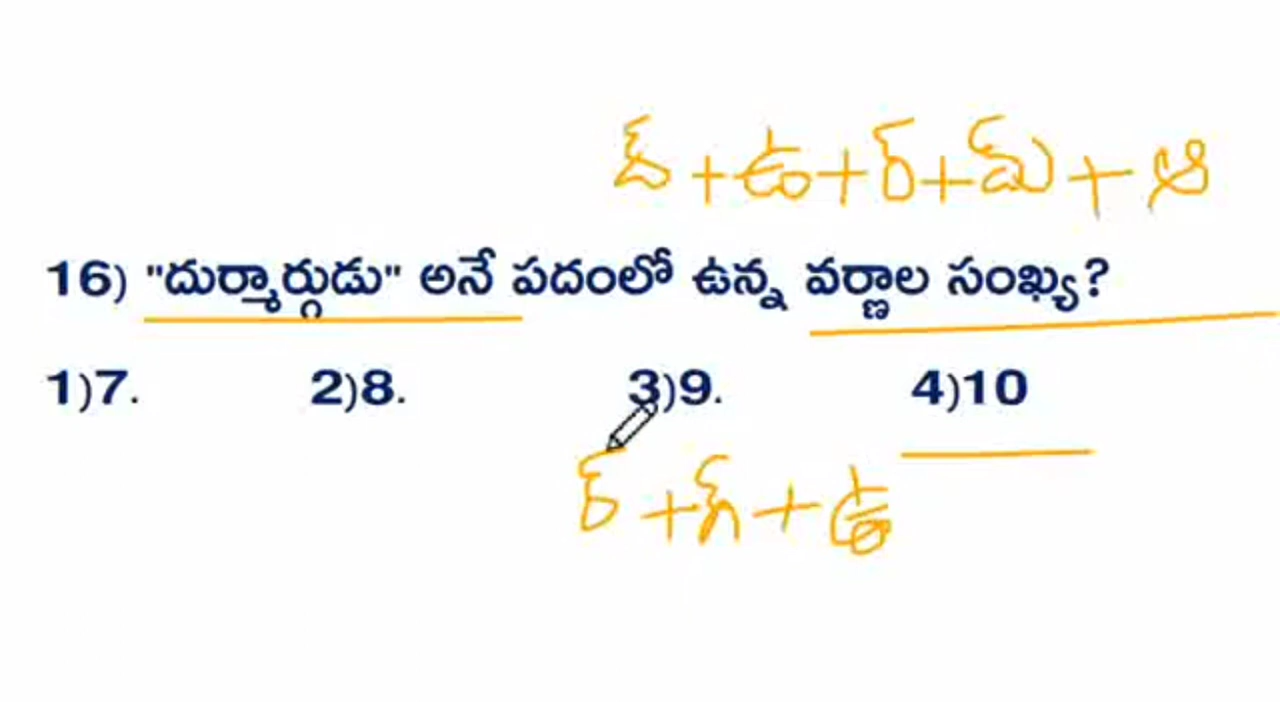 ద్ + ఉ + ర్ + మ్ + ఆ
16) "దుర్మార్గుడు" అనే పదంలో ఉన్న వర్ణాల సంఖ్య?
1)7. 2)8. 3)9. 4)10
ర్ + గ్ + ఉ